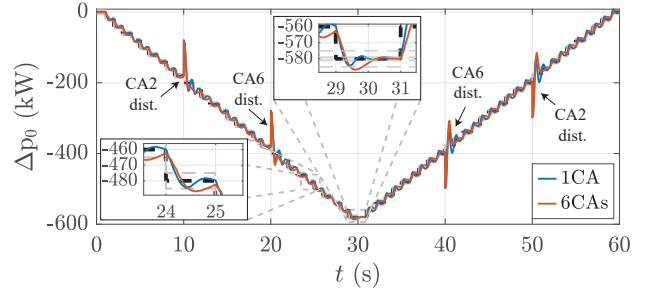 0
-200
-400
-600
Δp0 (kW)
-560
-570
-580
29
30
31
CA2
dist.
CA6
dist.
CA6
dist.
CA2
dist.
-460
-480
24
25
1CA
6CAs
0
10
20
30
40
50
60
t (s)